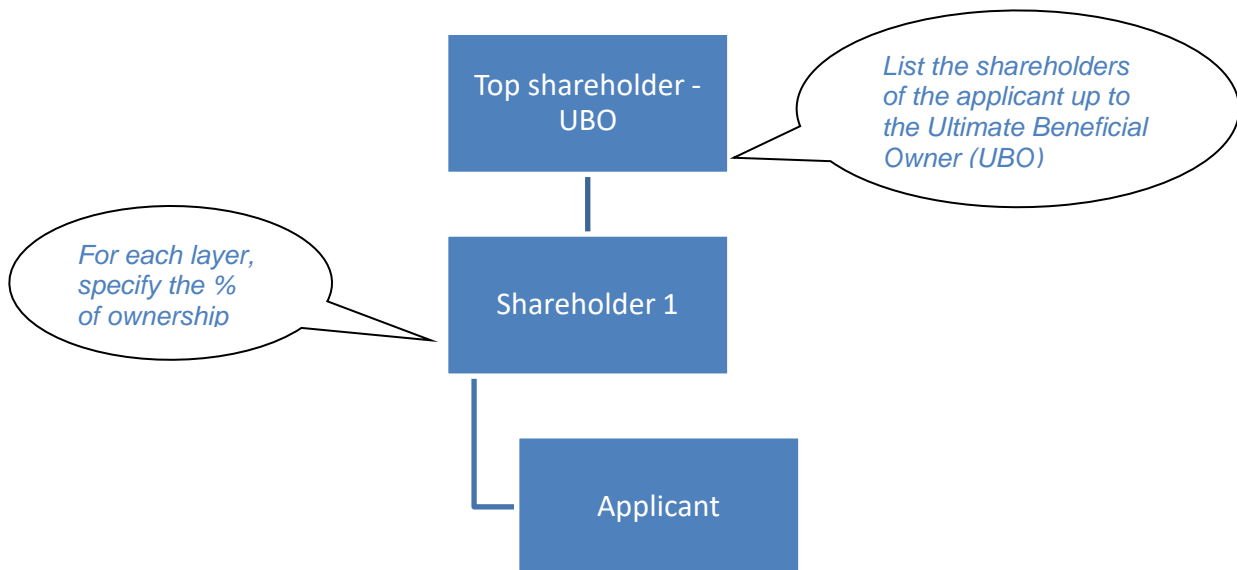 Top shareholder -
UBO
List the shareholders
of the applicant up to
the Ultimate Beneficial
Owner (UBO)
For each layer,
specify the %
of ownership
Shareholder 1
Applicant